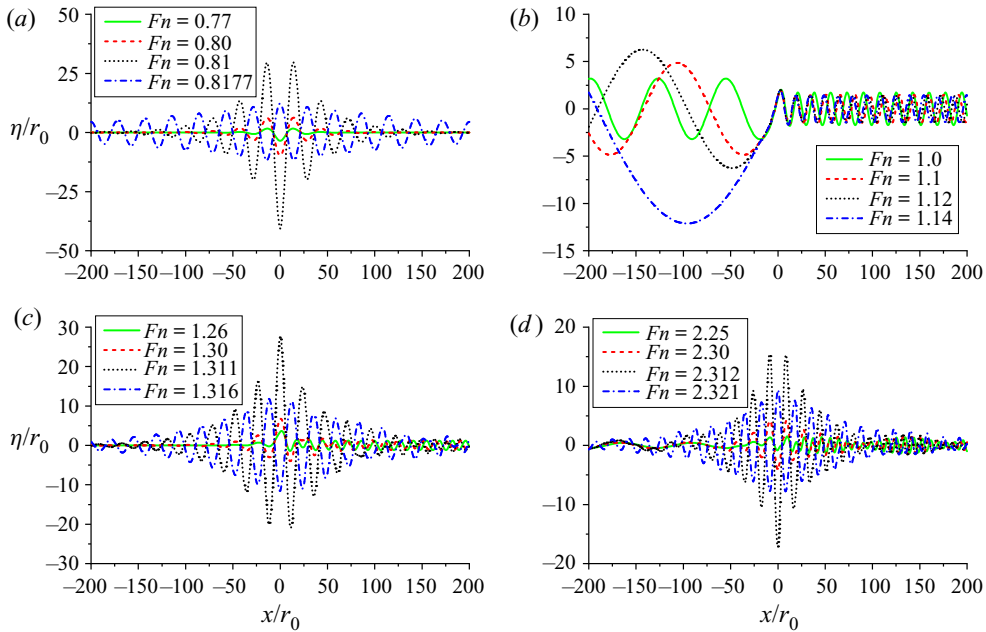 (a)
50
25
0
–25
–50
η/r0
Fn = 0.77
Fn = 0.80
Fn = 0.81
Fn = 0.8177
–200 –150 –100 –50 0 50 100 150 200
(b)
10
5
0
–5
–10
–15
Fn = 1.0
Fn = 1.1
Fn = 1.12
Fn = 1.14
–200 –150 –100 –50 0 50 100 150 200
(c)
30
20
10
0
–10
–20
–30
η/r0
Fn = 1.26
Fn = 1.30
Fn = 1.311
Fn = 1.316
–200 –150 –100 –50 0 50 100 150 200
x/r0
(d)
20
10
0
–10
–20
Fn = 2.25
Fn = 2.30
Fn = 2.312
Fn = 2.321
–200 –150 –100 –50 0 50 100 150 200
x/r0